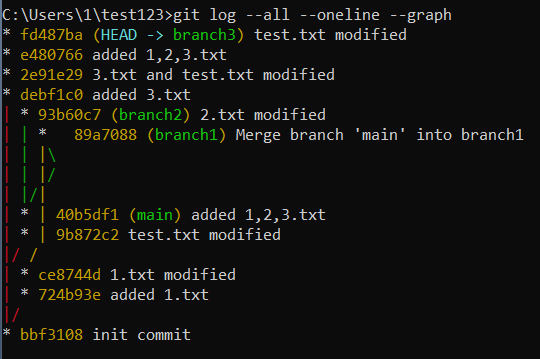 C:\Users\1\test123>git log --all --oneline --graph
* fd487ba (HEAD -> branch3) test.txt modified
* e480766 added 1,2,3.txt
* 2e91e29 3.txt and test.txt modified
* debf1c0 added 3.txt
| * 93b60c7 (branch2) 2.txt modified
| | *   89a7088 (branch1) Merge branch 'main' into branch1
| | |\
| | |/
| |/|
| * | 40b5df1 (main) added 1,2,3.txt
| * | 9b872c2 test.txt modified
|/ /
| * ce8744d 1.txt modified
| * 724b93e added 1.txt
|/
* bbf3108 init commit